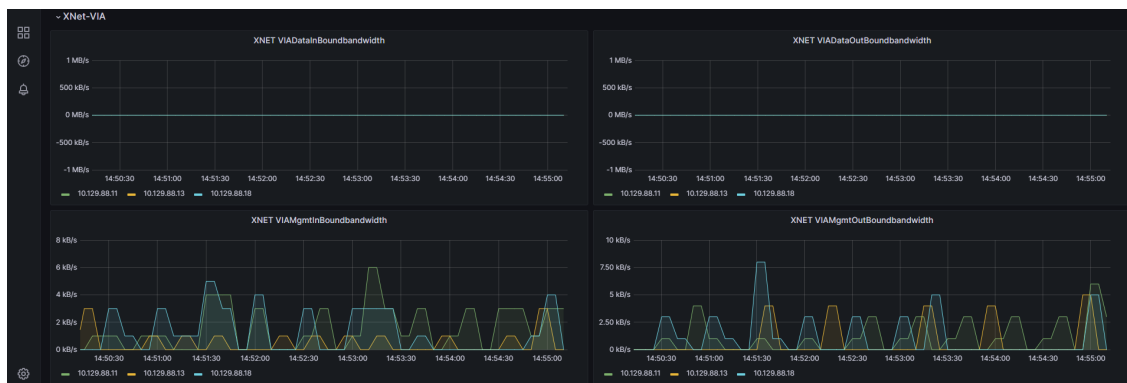 XNet-VIA
XNET VIADataInBoundbandwidth
1 MB/s
500 kB/s
0 MB/s
-500 kB/s
-1 MB/s
14:50:30 14:51:00 14:51:30 14:52:00 14:52:30 14:53:00 14:53:30 14:54:00 14:54:30 14:55:00
10.129.88.11 10.129.88.13 10.129.88.18
XNET VIADataOutBoundbandwidth
1 MB/s
500 kB/s
0 MB/s
-500 kB/s
-1 MB/s
14:50:30 14:51:00 14:51:30 14:52:00 14:52:30 14:53:00 14:53:30 14:54:00 14:54:30 14:55:00
10.129.88.11 10.129.88.13 10.129.88.18
XNET VIAMgmtInBoundbandwidth
8 kB/s
6 kB/s
4 kB/s
2 kB/s
0 kB/s
14:50:30 14:51:00 14:51:30 14:52:00 14:52:30 14:53:00 14:53:30 14:54:00 14:54:30 14:55:00
10.129.88.11 10.129.88.13 10.129.88.18
XNET VIAMgmtOutBoundbandwidth
10 kB/s
7.50 kB/s
5 kB/s
2.50 kB/s
0 kB/s
14:50:30 14:51:00 14:51:30 14:52:00 14:52:30 14:53:00 14:53:30 14:54:00 14:54:30 14:55:00
10.129.88.11 10.129.88.13 10.129.88.18